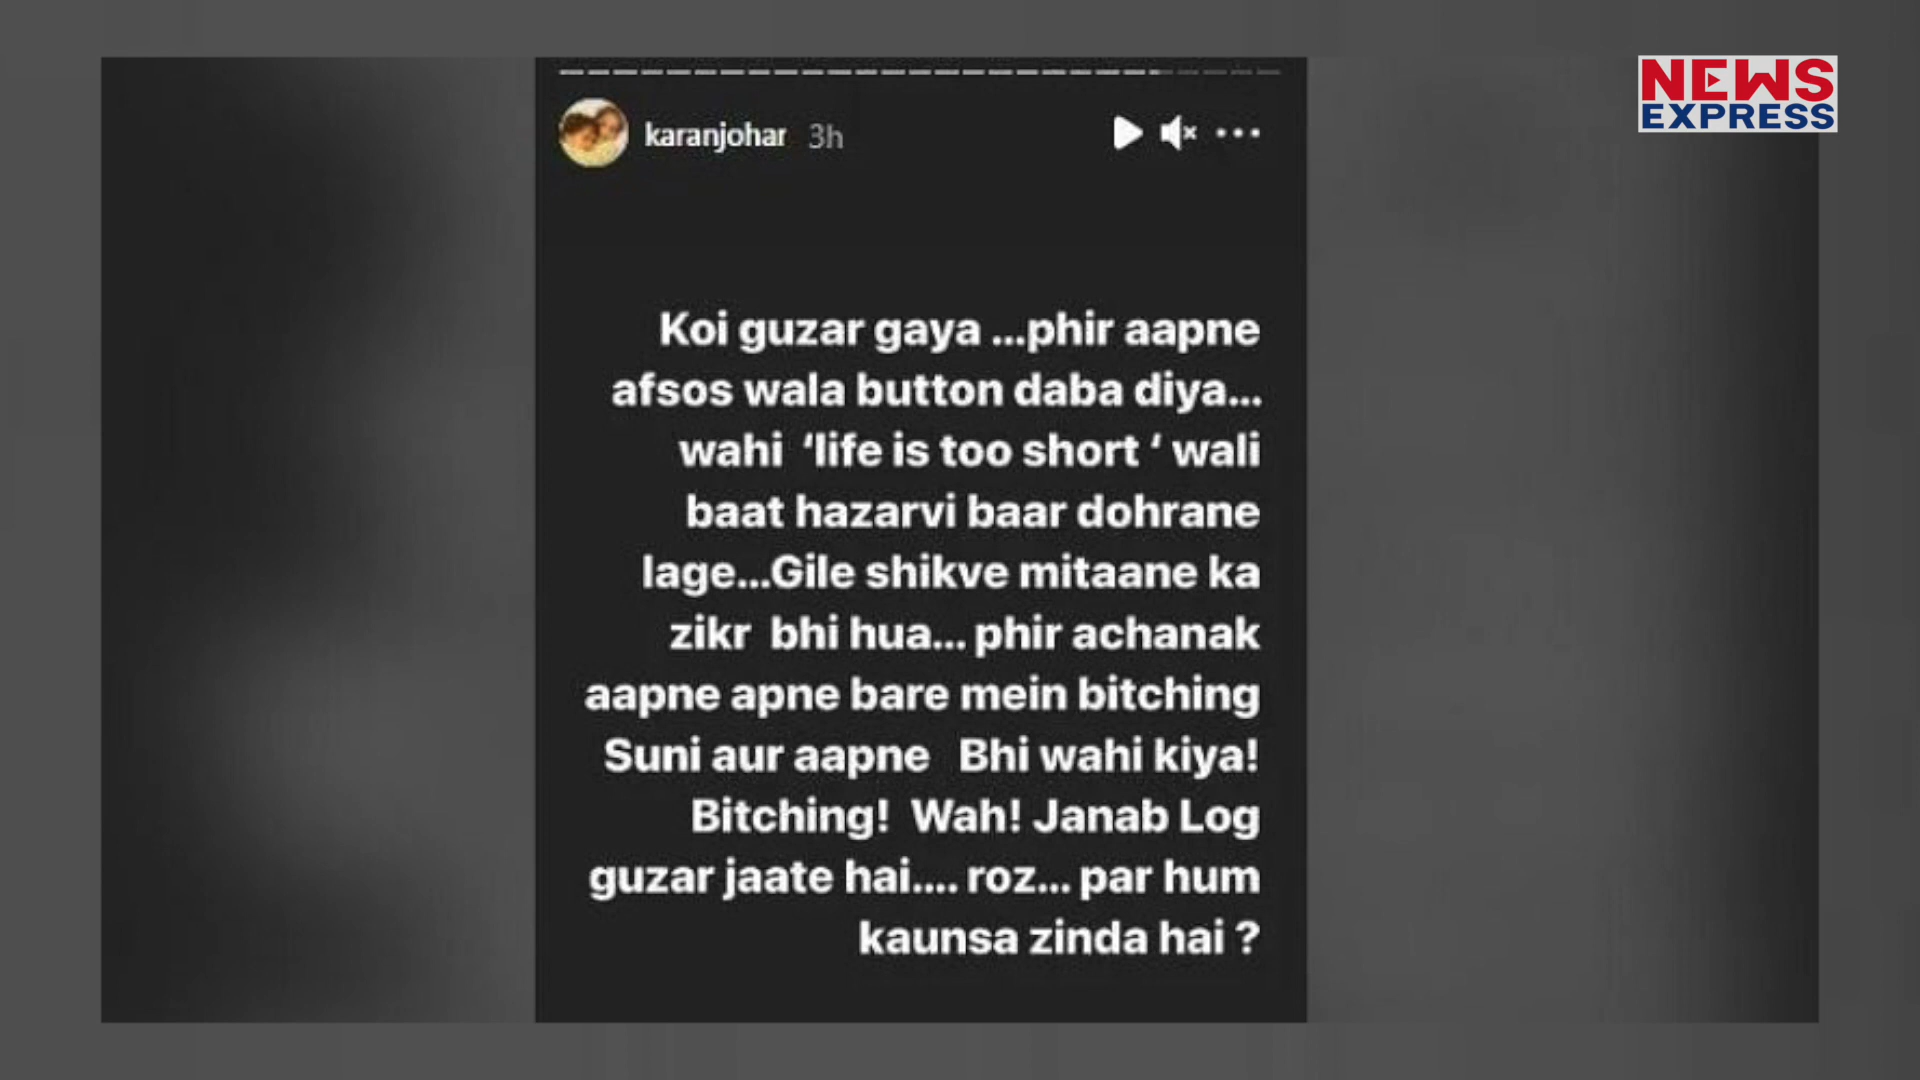 NEWS
EXPRESS
karanjohar 3h
Koi guzar gaya ...phir aapne
afsos wala button daba diya...
wahi ‘life is too short ‘ wali
baat hazarvi baar dohrane
lage...Gile shikve mitaane ka
zikr bhi hua... phir achanak
aapne apne bare mein bitching
Suni aur aapne Bhi wahi kiya!
Bitching! Wah! Janab Log
guzar jaate hai.... roz... par hum
kaunsa zinda hai ?